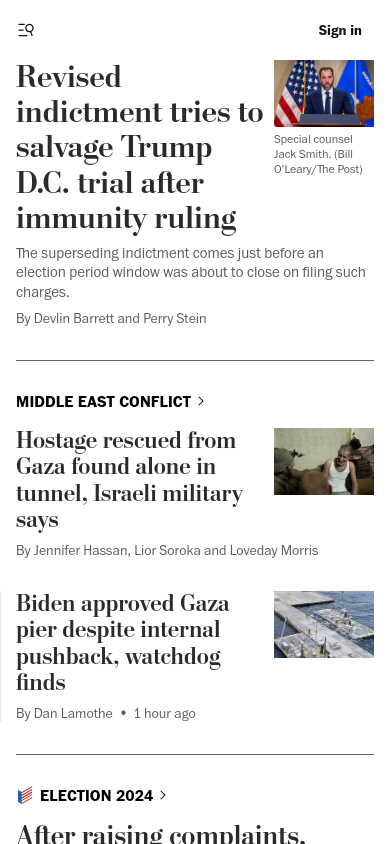 Sign in
Revised
indictment tries to
salvage Trump
D.C. trial after
immunity ruling
Special counsel
Jack Smith. (Bill
O'Leary/The Post)
The superseding indictment comes just before an
election period window was about to close on filing such
charges.
By Devlin Barrett and Perry Stein
MIDDLE EAST CONFLICT
Hostage rescued from
Gaza found alone in
tunnel, Israeli military
says
By Jennifer Hassan, Lior Soroka and Loveday Morris
Biden approved Gaza
pier despite internal
pushback, watchdog
finds
By Dan Lamothe • 1 hour ago
ELECTION 2024
After raising complaints,